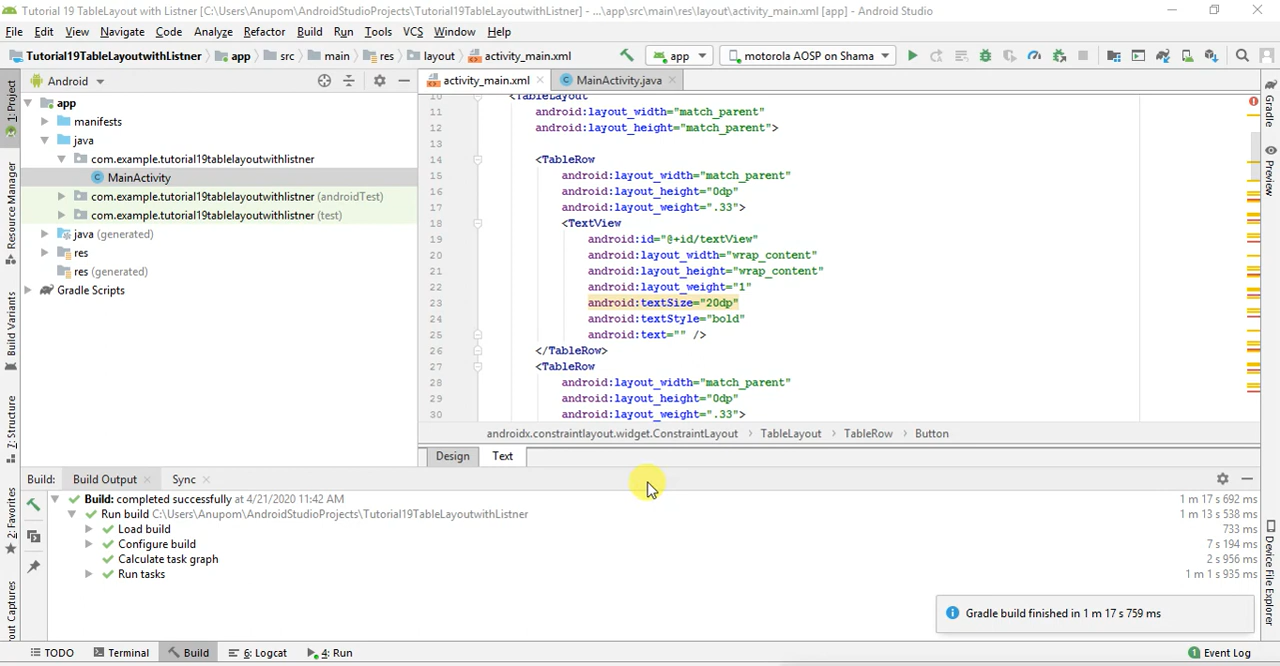 Tutorial 19 TableLayout with Listner [C:\Users\Anupom\AndroidStudioProjects\Tutorial19TableLayoutwithListner] - ...\app\src\main\res\layout\activity_main.xml [app] - Android Studio
File Edit View Navigate Code Analyze Refactor Build Run Tools VCS Window Help
Tutorial19TableLayoutwithListner app src main res layout activity_main.xml app motorola AOSP on Shama
Android activity_main.xml MainActivity.java
1: Project
Resource Manager
Build Variants
Z: Structure
2: Favorites
out Captures
app
manifests
java
com.example.tutorial19tablelayoutwithlistner
MainActivity
com.example.tutorial19tablelayoutwithlistner (androidTest)
com.example.tutorial19tablelayoutwithlistner (test)
java (generated)
res
res (generated)
Gradle Scripts
10 <TableLayout
11 android:layout_width="match_parent"
12 android:layout_height="match_parent">
13
14 <TableRow
15 android:layout_width="match_parent"
16 android:layout_height="0dp"
17 android:layout_weight=".33">
18 <TextView
19 android:id="@+id/textView"
20 android:layout_width="wrap_content"
21 android:layout_height="wrap_content"
22 android:layout_weight="1"
23 android:textSize="20dp"
24 android:textStyle="bold"
25 android:text="" />
26 </TableRow>
27 <TableRow
28 android:layout_width="match_parent"
29 android:layout_height="0dp"
30 android:layout_weight=".33">
androidx.constraintlayout.widget.ConstraintLayout TableLayout TableRow Button
Design Text
Gradle
Preview
Device File Explorer
Build: Build Output Sync
Build: completed successfully at 4/21/2020 11:42 AM 1 m 17 s 692 ms
Run build C:\Users\Anupom\AndroidStudioProjects\Tutorial19TableLayoutwithListner 1 m 13 s 538 ms
Load build 733 ms
Configure build 7 s 194 ms
Calculate task graph 2 s 956 ms
Run tasks 1 m 1 s 935 ms
Gradle build finished in 1 m 17 s 759 ms
TODO Terminal Build 6: Logcat 4: Run 1 Event Log